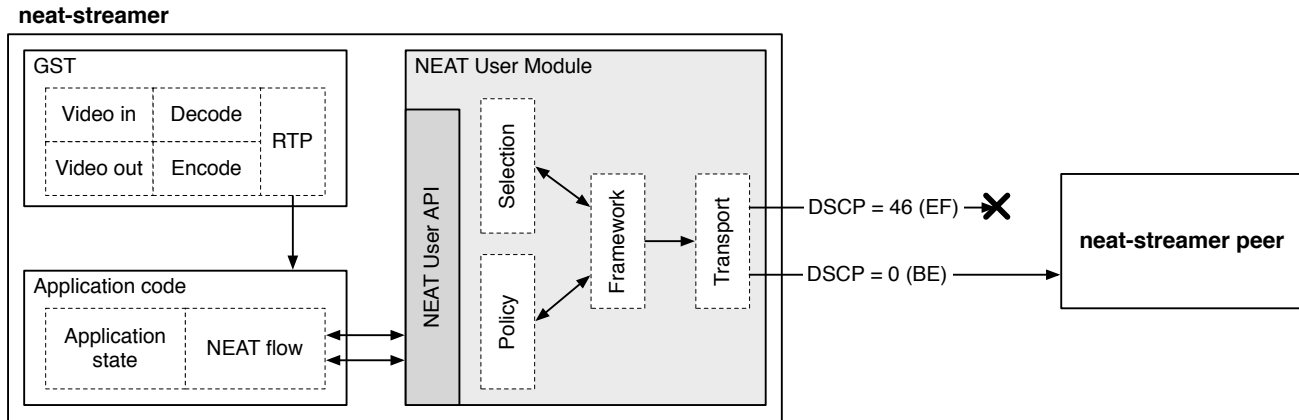 neat-streamer
GST
Video in
Decode
RTP
Video out
Encode
Application code
Application
state
NEAT flow
NEAT User Module
NEAT User API
Selection
Policy
Framework
Transport
DSCP = 46 (EF)
DSCP = 0 (BE)
neat-streamer peer